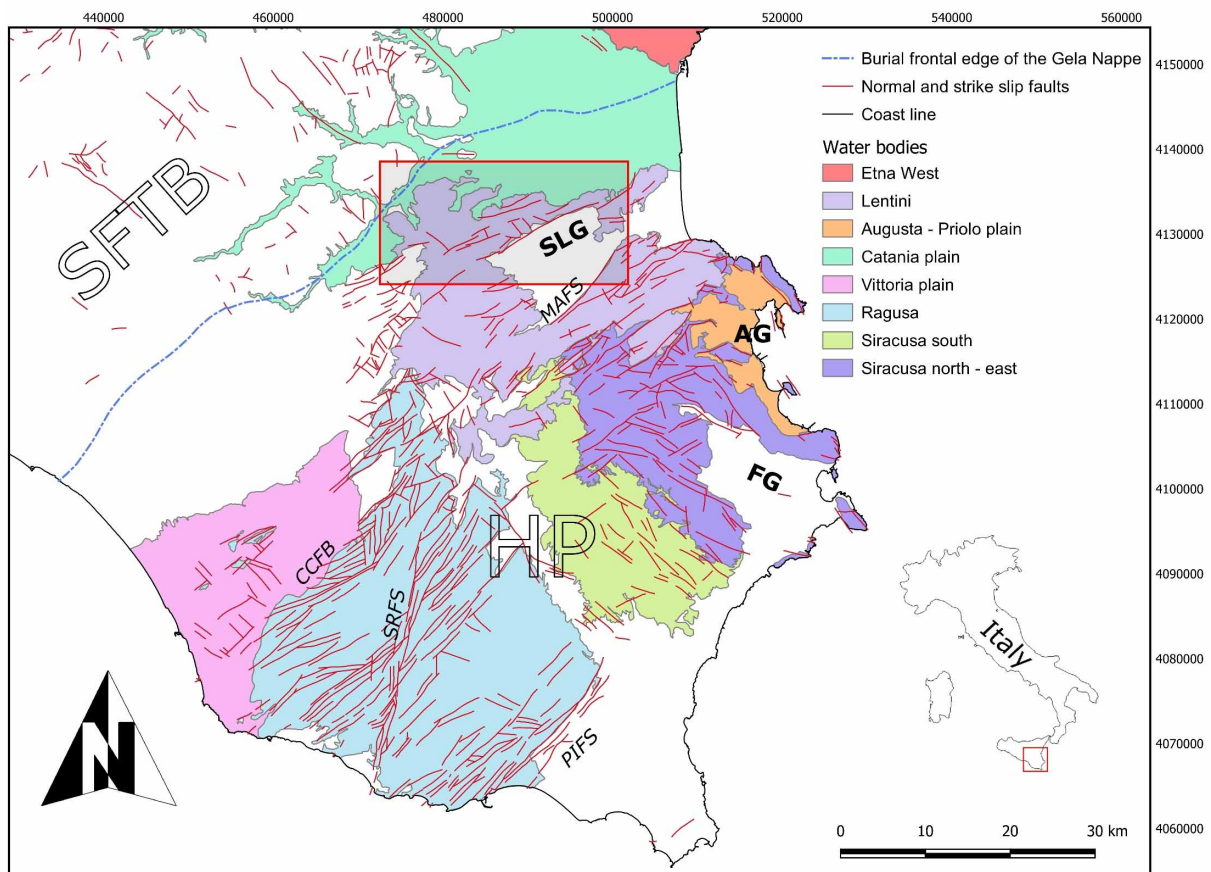 440000 460000 480000 500000 520000 540000 560000
Burial frontal edge of the Gela Nappe
Normal and strike slip faults
Coast line
Water bodies
Etna West
Lentini
Augusta - Priolo plain
Catania plain
Vittoria plain
Ragusa
Siracusa south
Siracusa north - east
4150000
4140000
4130000
4120000
4110000
4100000
4090000
4080000
4070000
4060000
SFTB
SLG
MAFS
AG
FG
HP
CCFB
SRFS
PIFS
N
Italy
0 10 20 30 km